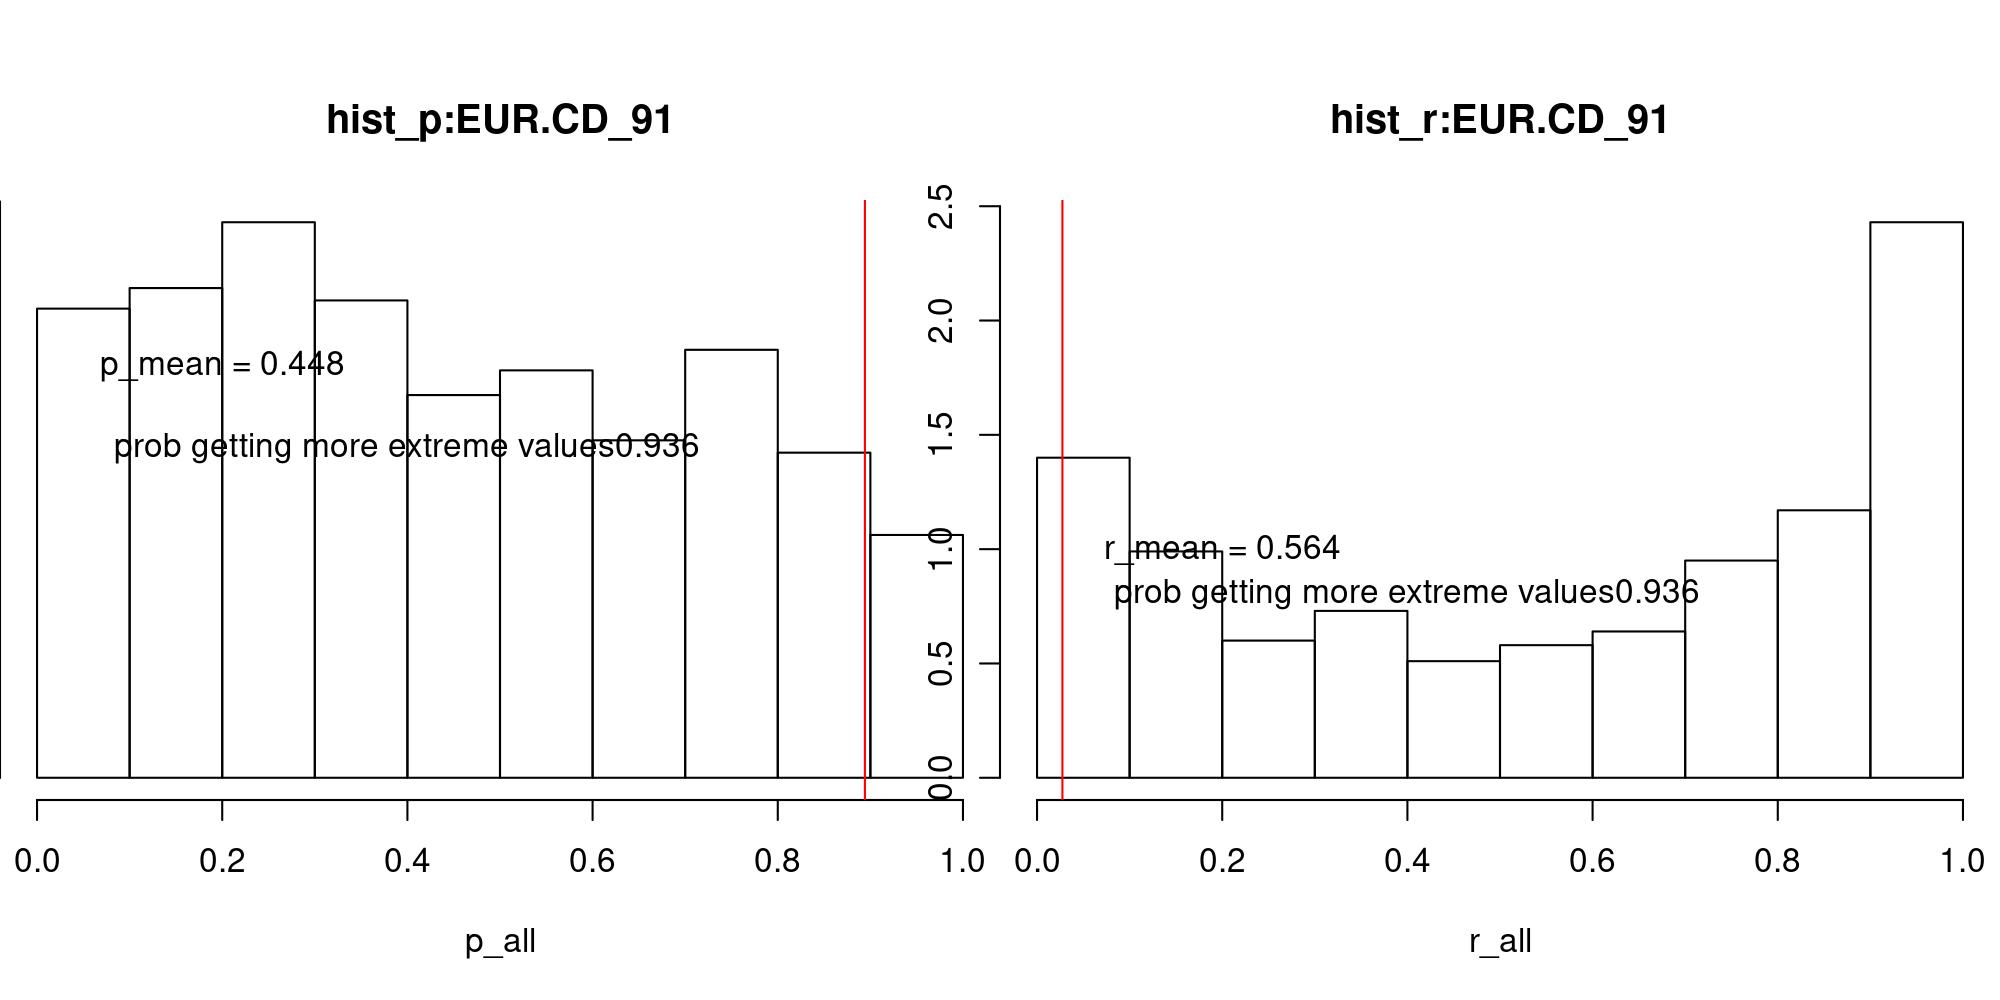 hist_p:EUR.CD_91
p_mean = 0.448
prob getting more extreme values0.936
0.0 0.2 0.4 0.6 0.8 1.0
p_all
hist_r:EUR.CD_91
2.5
2.0
1.5
1.0
0.5
0.0
r_mean = 0.564
prob getting more extreme values0.936
0.0 0.2 0.4 0.6 0.8 1.0
r_all